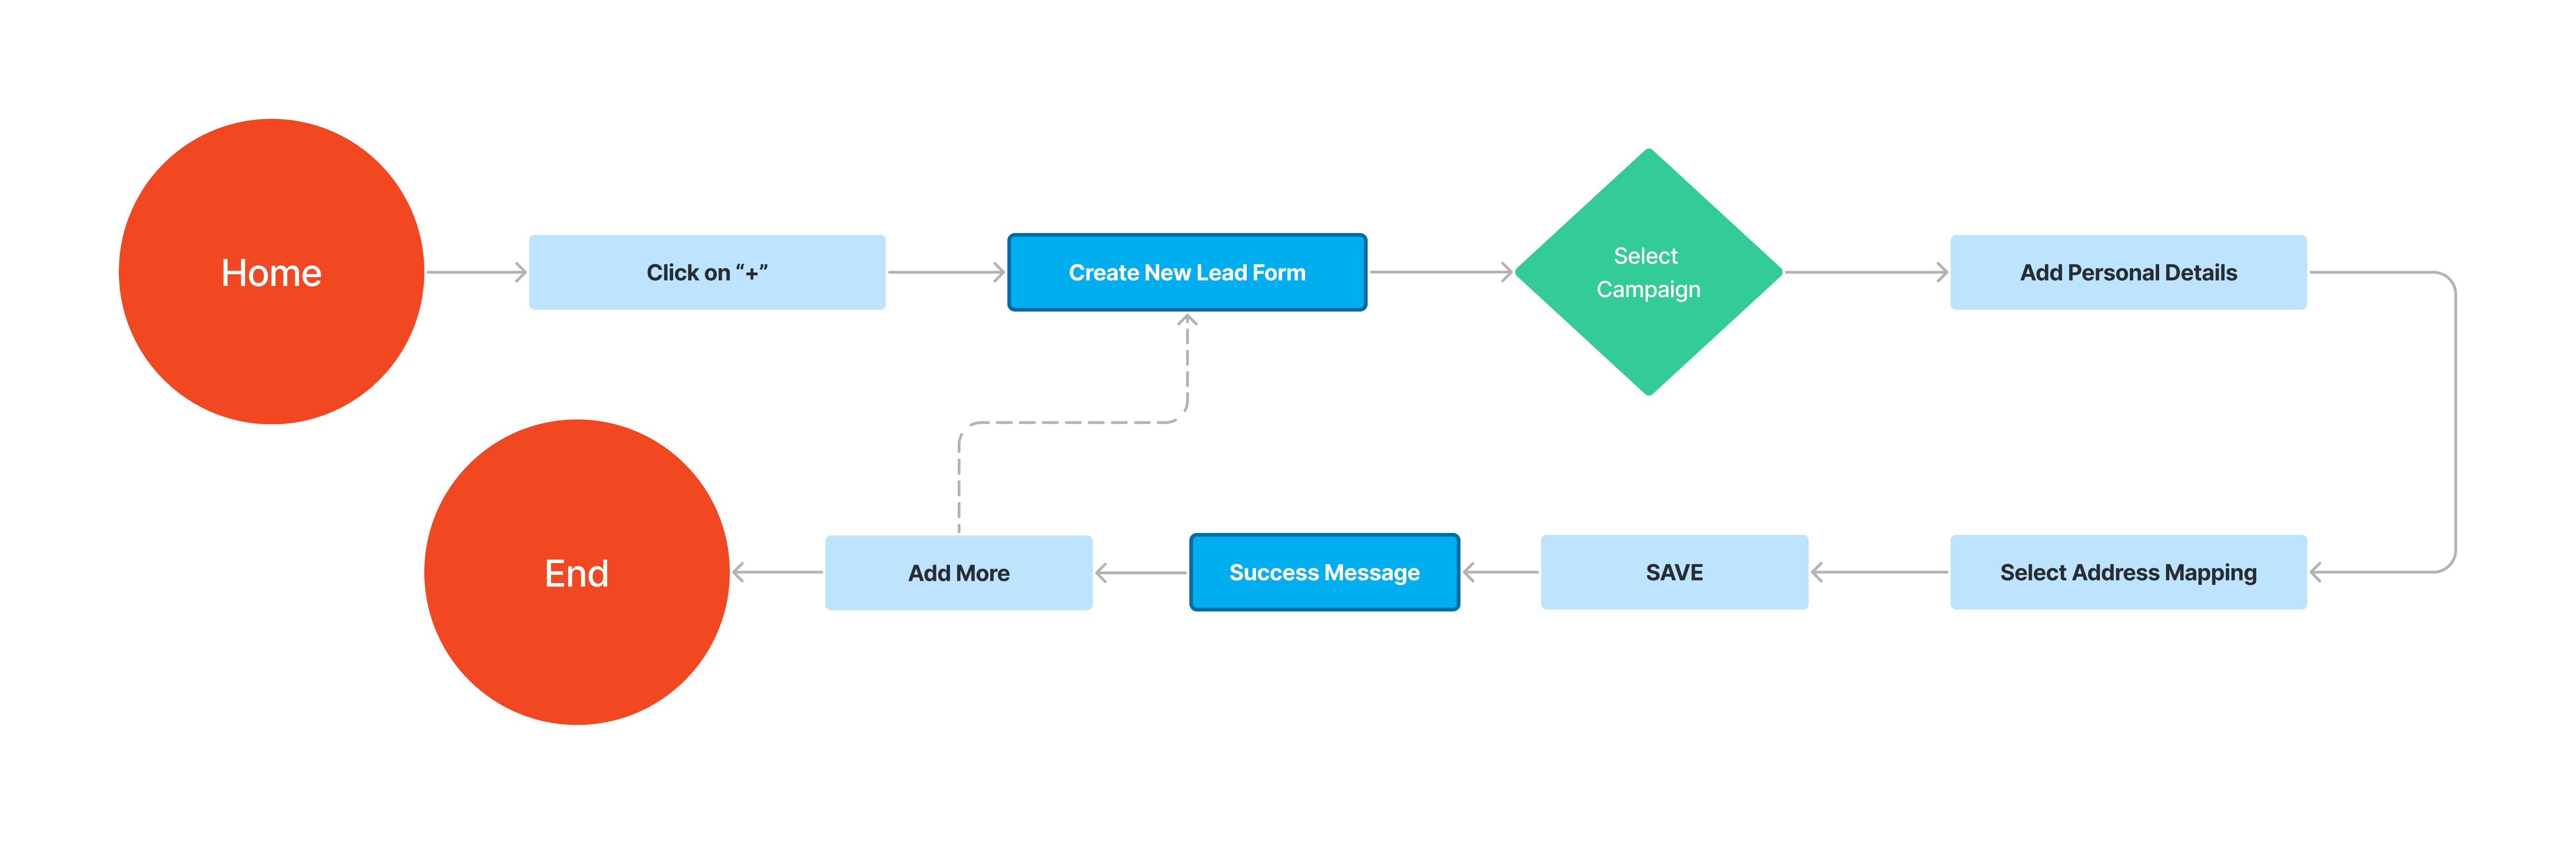 Home
Click on “+”
Create New Lead Form
Select
Campaign
Add Personal Details
Select Address Mapping
SAVE
Success Message
Add More
End